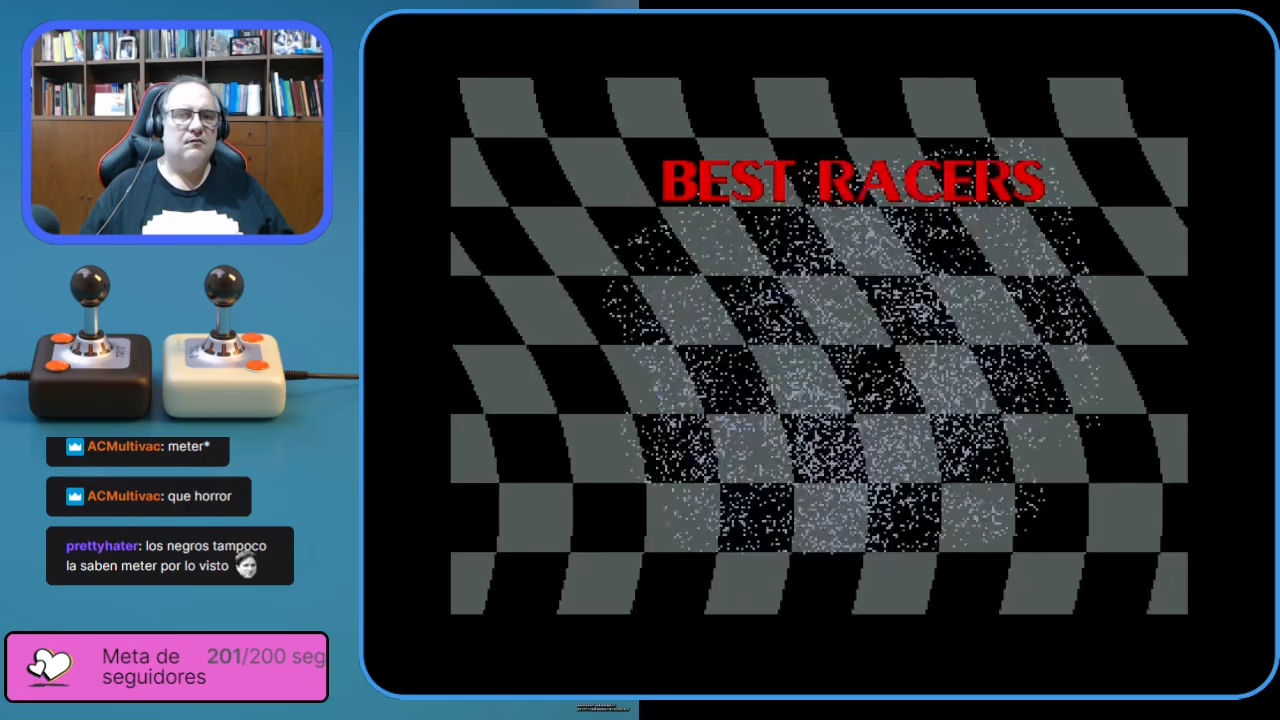 BEST RACERS
ACMultivac: meter*
ACMultivac: que horror
prettyhater: los negros tampoco
la saben meter por lo visto
Meta de
seguidores
201/200 seg